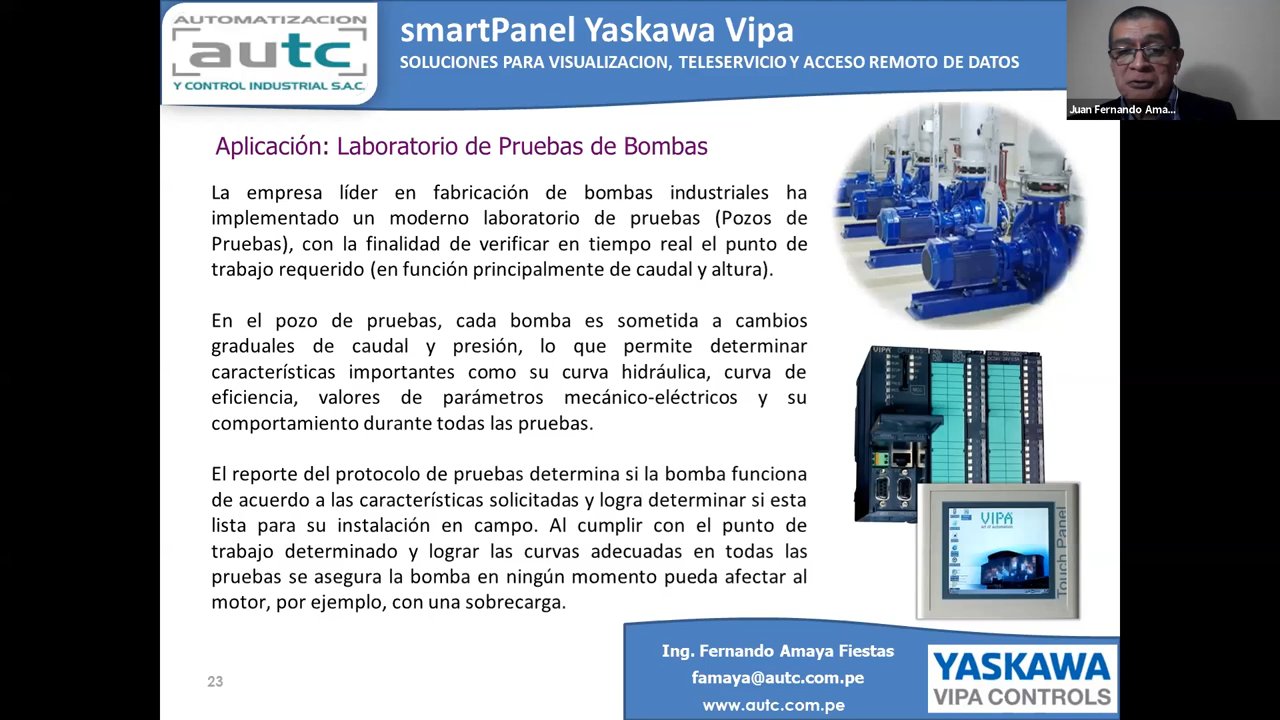 AUTOMATIZACION
autc
Y CONTROL INDUSTRIAL S.A.C.
smartPanel Yaskawa Vipa
SOLUCIONES PARA VISUALIZACION, TELESERVICIO Y ACCESO REMOTO DE DATOS
Juan Fernando Ama...
Aplicación: Laboratorio de Pruebas de Bombas
La empresa líder en fabricación de bombas industriales ha
implementado un moderno laboratorio de pruebas (Pozos de
Pruebas), con la finalidad de verificar en tiempo real el punto de
trabajo requerido (en función principalmente de caudal y altura).
En el pozo de pruebas, cada bomba es sometida a cambios
graduales de caudal y presión, lo que permite determinar
características importantes como su curva hidráulica, curva de
eficiencia, valores de parámetros mecánico-eléctricos y su
comportamiento durante todas las pruebas.
El reporte del protocolo de pruebas determina si la bomba funciona
de acuerdo a las características solicitadas y logra determinar si esta
lista para su instalación en campo. Al cumplir con el punto de
trabajo determinado y lograr las curvas adecuadas en todas las
pruebas se asegura la bomba en ningún momento pueda afectar al
motor, por ejemplo, con una sobrecarga.
VIPA
VIPA
Touch Panel
Ing. Fernando Amaya Fiestas
famaya@autc.com.pe
www.autc.com.pe
YASKAWA
VIPA CONTROLS
23